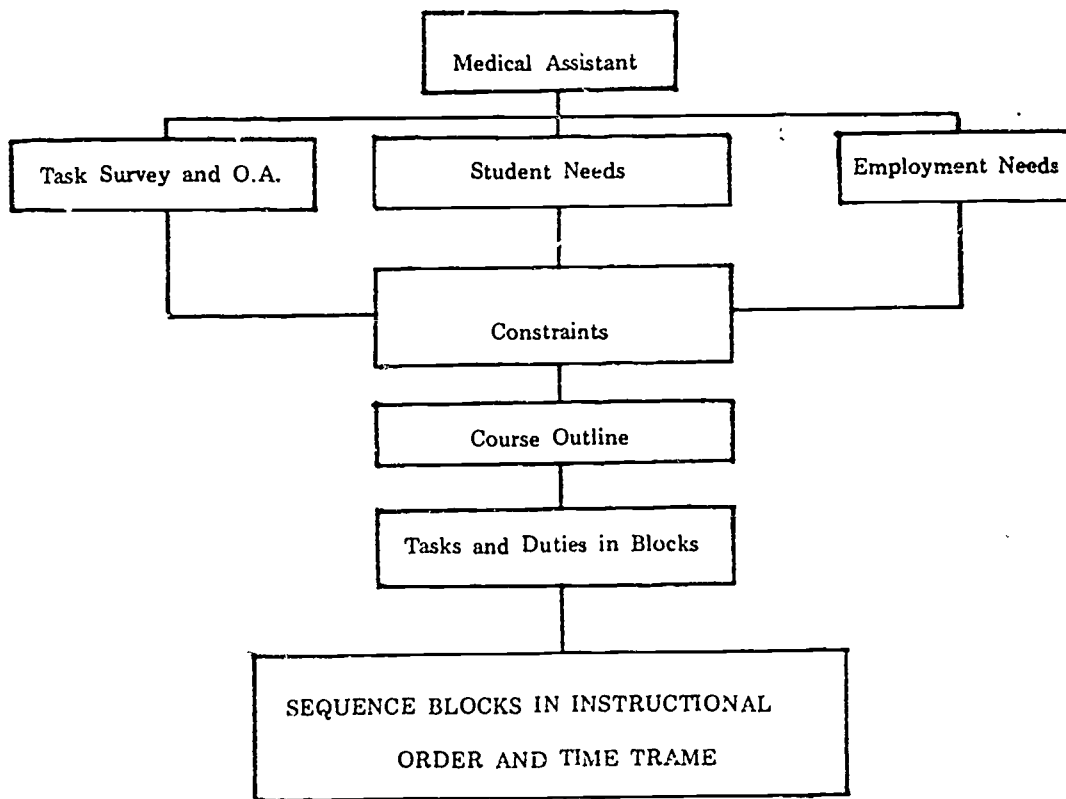 Medical Assistant
Task Survey and O.A.
Student Needs
Employment Needs
Constraints
Course Outline
Tasks and Duties in Blocks
SEQUENCE BLOCKS IN INSTRUCTIONAL
ORDER AND TIME TRAME